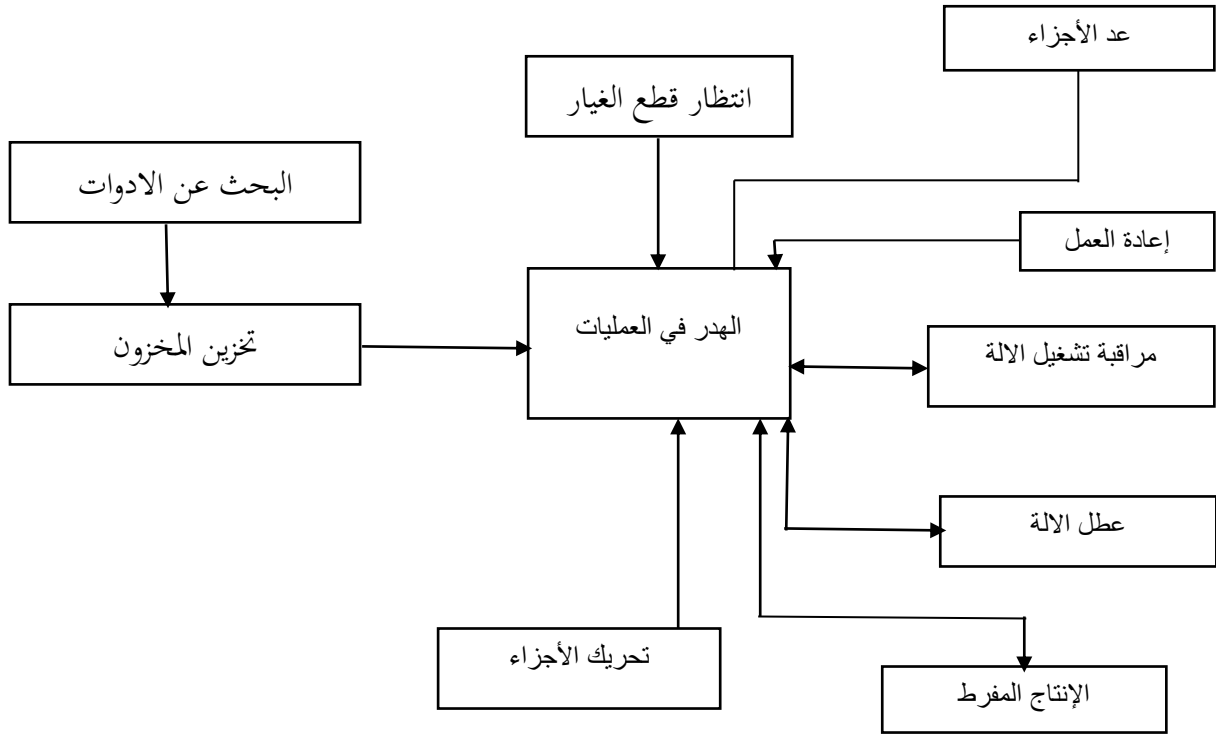 عد الأجزاء
انتظار قطع الغيار
البحث عن الادوات
إعادة العمل
الهدر في العمليات
تخزين المخزون
مراقبة تشغيل الالة
عطل الالة
تحريك الأجزاء
الإنتاج المفرط